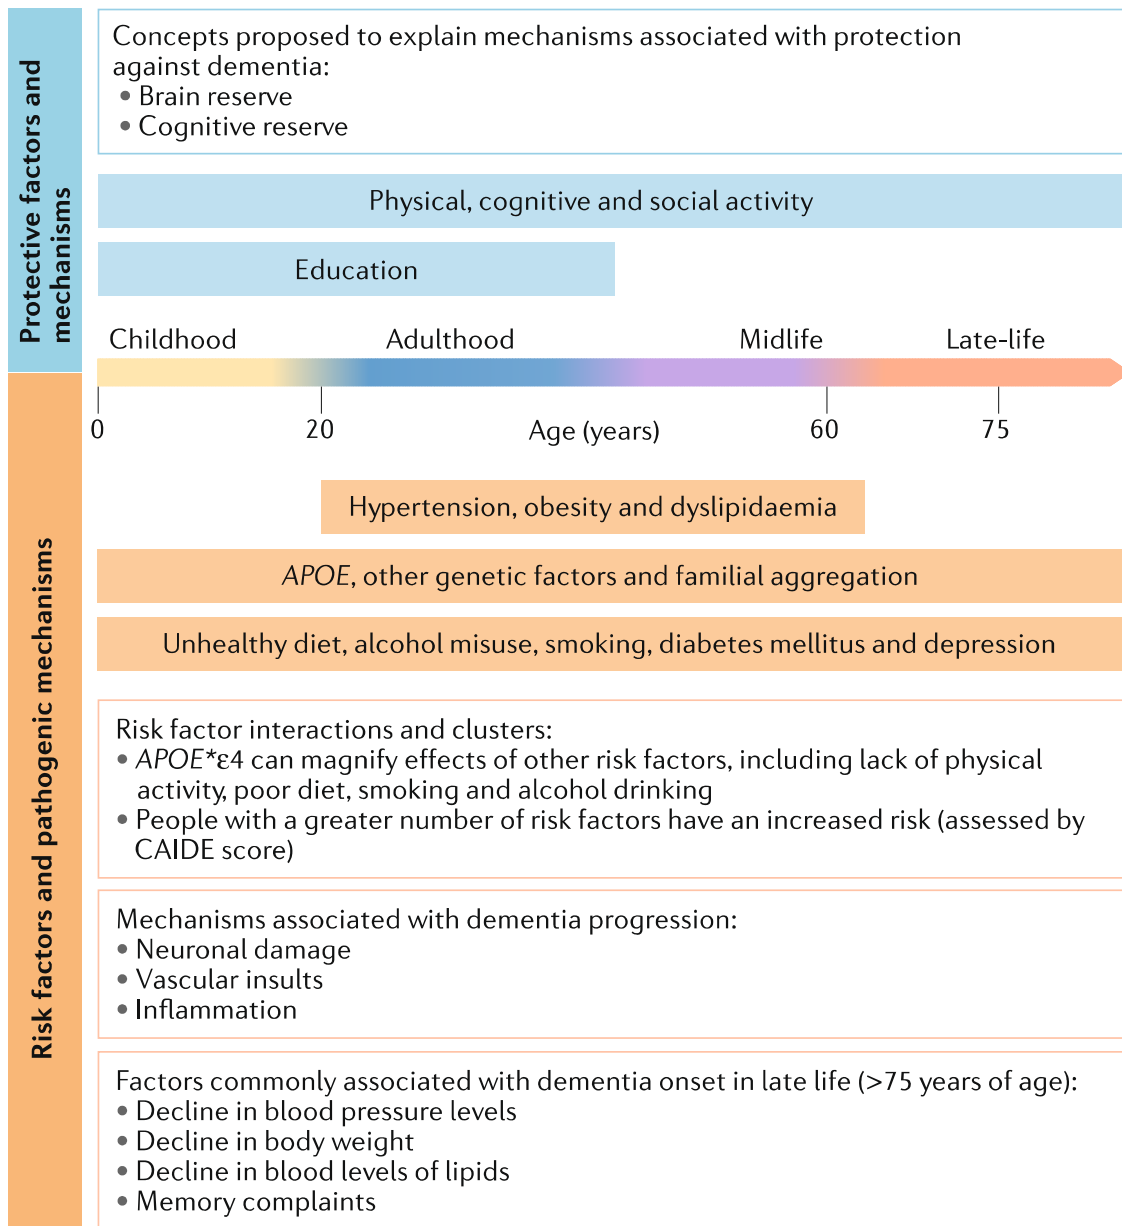 Protective factors and
mechanisms
Concepts proposed to explain mechanisms associated with protection
against dementia:
• Brain reserve
• Cognitive reserve
Physical, cognitive and social activity
Education
Childhood
Adulthood
Midlife
Late-life
0
20
Age (years)
60
75
Risk factors and pathogenic mechanisms
Hypertension, obesity and dyslipidaemia
APOE, other genetic factors and familial aggregation
Unhealthy diet, alcohol misuse, smoking, diabetes mellitus and depression
Risk factor interactions and clusters:
• APOE*ε4 can magnify effects of other risk factors, including lack of physical
activity, poor diet, smoking and alcohol drinking
• People with a greater number of risk factors have an increased risk (assessed by
CAIDE score)
Mechanisms associated with dementia progression:
• Neuronal damage
• Vascular insults
• Inflammation
Factors commonly associated with dementia onset in late life (>75 years of age):
• Decline in blood pressure levels
• Decline in body weight
• Decline in blood levels of lipids
• Memory complaints